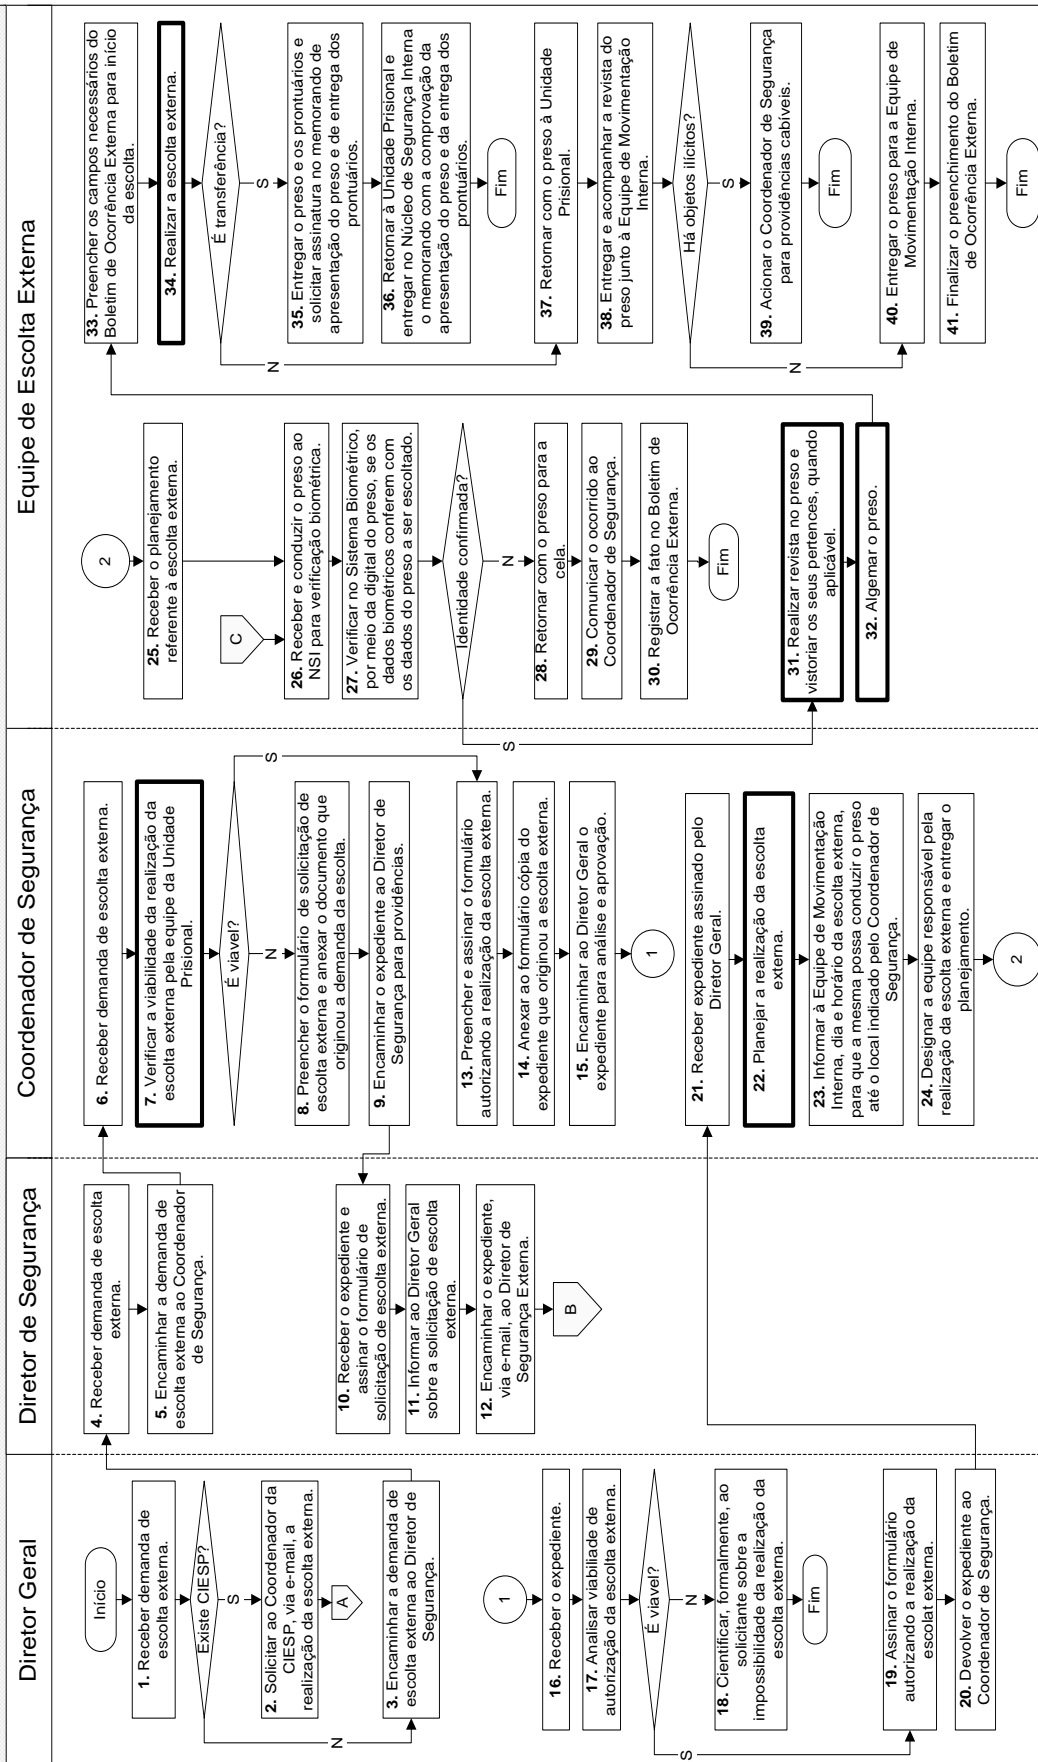 Diretor Geral
Início
1. Receber demanda de
escolta externa.
Existe CIESP?
S
2. Solicitar ao Coordenador da
CIESP, via e-mail, a
realização da escolta externa.
A
N
3. Encaminhar a demanda de
escolta externa ao Diretor de
Segurança.
1
16. Receber o expediente.
17. Analisar viabiliade de
autorização da escolta externa.
É viavel?
N
18. Cientificar, formalmente, ao
solicitante sobre a
impossibilidade da realização da
escolta externa.
Fim
S
19. Assinar o formulário
autorizando a realização da
escolat externa.
20. Devolver o expediente ao
Coordenador de Segurança.
Diretor de Segurança
4. Receber demanda de escolta
externa.
5. Encaminhar a demanda de
escolta externa ao Coordenador
de Segurança.
10. Receber o expediente e
assinar o formulário de
solicitação de escolta externa.
11. Informar ao Diretor Geral
sobre a solicitação de escolta
externa.
12. Encaminhar o expediente,
via e-mail, ao Diretor de
Segurança Externa.
B
Coordenador de Segurança
6. Receber demanda de escolta externa.
7. Verificar a viabilidade da realização da
escolta externa pela equipe da Unidade
Prisional.
É viavel?
N
S
8. Preencher o formulário de solicitação de
escolta externa e anexar o documento que
originou a demanda da escolta.
9. Encaminhar o expediente ao Diretor de
Segurança para providências.
13. Preencher e assinar o formulário
autorizando a realização da escolta externa.
14. Anexar ao formulário cópia do
expediente que originou a escolta externa.
15. Encaminhar ao Diretor Geral o
expediente para análise e aprovação.
1
21. Receber expediente assinado pelo
Diretor Geral.
22. Planejar a realização da escolta
externa.
23. Informar à Equipe de Movimentação
Interna, dia e horário da escolta externa,
para que a mesma possa conduzir o preso
até o local indicado pelo Coordenador de
Segurança.
24. Designar a equipe responsável pela
realização da escolta externa e entregar o
planejamento.
2
Equipe de Escolta Externa
2
25. Receber o planejamento
referente à escolta externa.
C
26. Receber e conduzir o preso ao
NSI para verificação biométrica.
27. Verificar no Sistema Biométrico,
por meio da digital do preso, se os
dados biométricos conferem com
os dados do preso a ser escoltado.
Identidade confirmada?
N
S
28. Retornar com o preso para a
cela.
29. Comunicar o ocorrido ao
Coordenador de Segurança.
30. Registrar a fato no Boletim de
Ocorrência Externa.
Fim
31. Realizar revista no preso e
vistoriar os seus pertences, quando
aplicável.
32. Algemar o preso.
33. Preencher os campos necessários do
Boletim de Ocorrência Externa para início
da escolta.
34. Realizar a escolta externa.
É transferência?
S
N
35. Entregar o preso e os prontuários e
solicitar assinatura no memorando de
apresentação do preso e de entrega dos
prontuários.
36. Retornar à Unidade Prisional e
entregar no Núcleo de Segurança Interna
o memorando com a comprovação da
apresentação do preso e da entrega dos
prontuários.
Fim
37. Retornar com o preso à Unidade
Prisional.
38. Entregar e acompanhar a revista do
preso junto à Equipe de Movimentação
Interna.
Há objetos ilícitos?
S
N
39. Acionar o Coordenador de Segurança
para providências cabíveis.
Fim
40. Entregar o preso para a Equipe de
Movimentação Interna.
41. Finalizar o preenchimento do Boletim
de Ocorrência Externa.
Fim